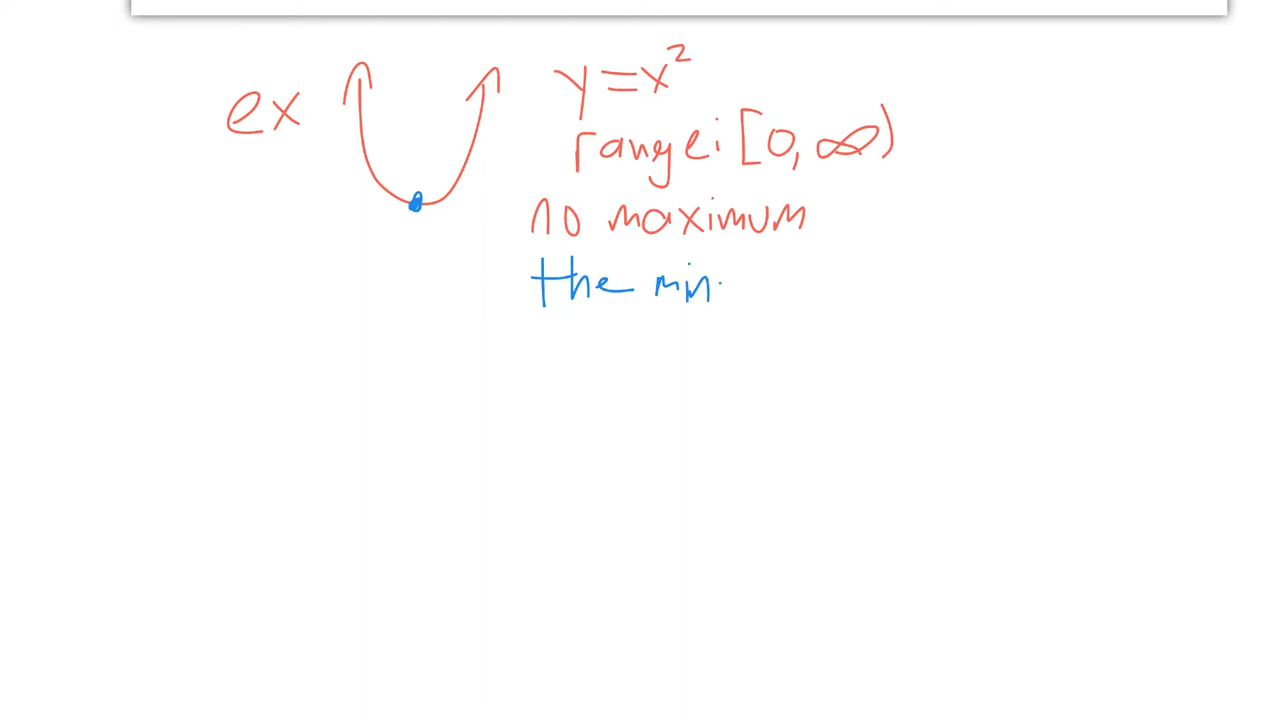 ex
y=x²
range: [0, ∞)
no maximum
the min